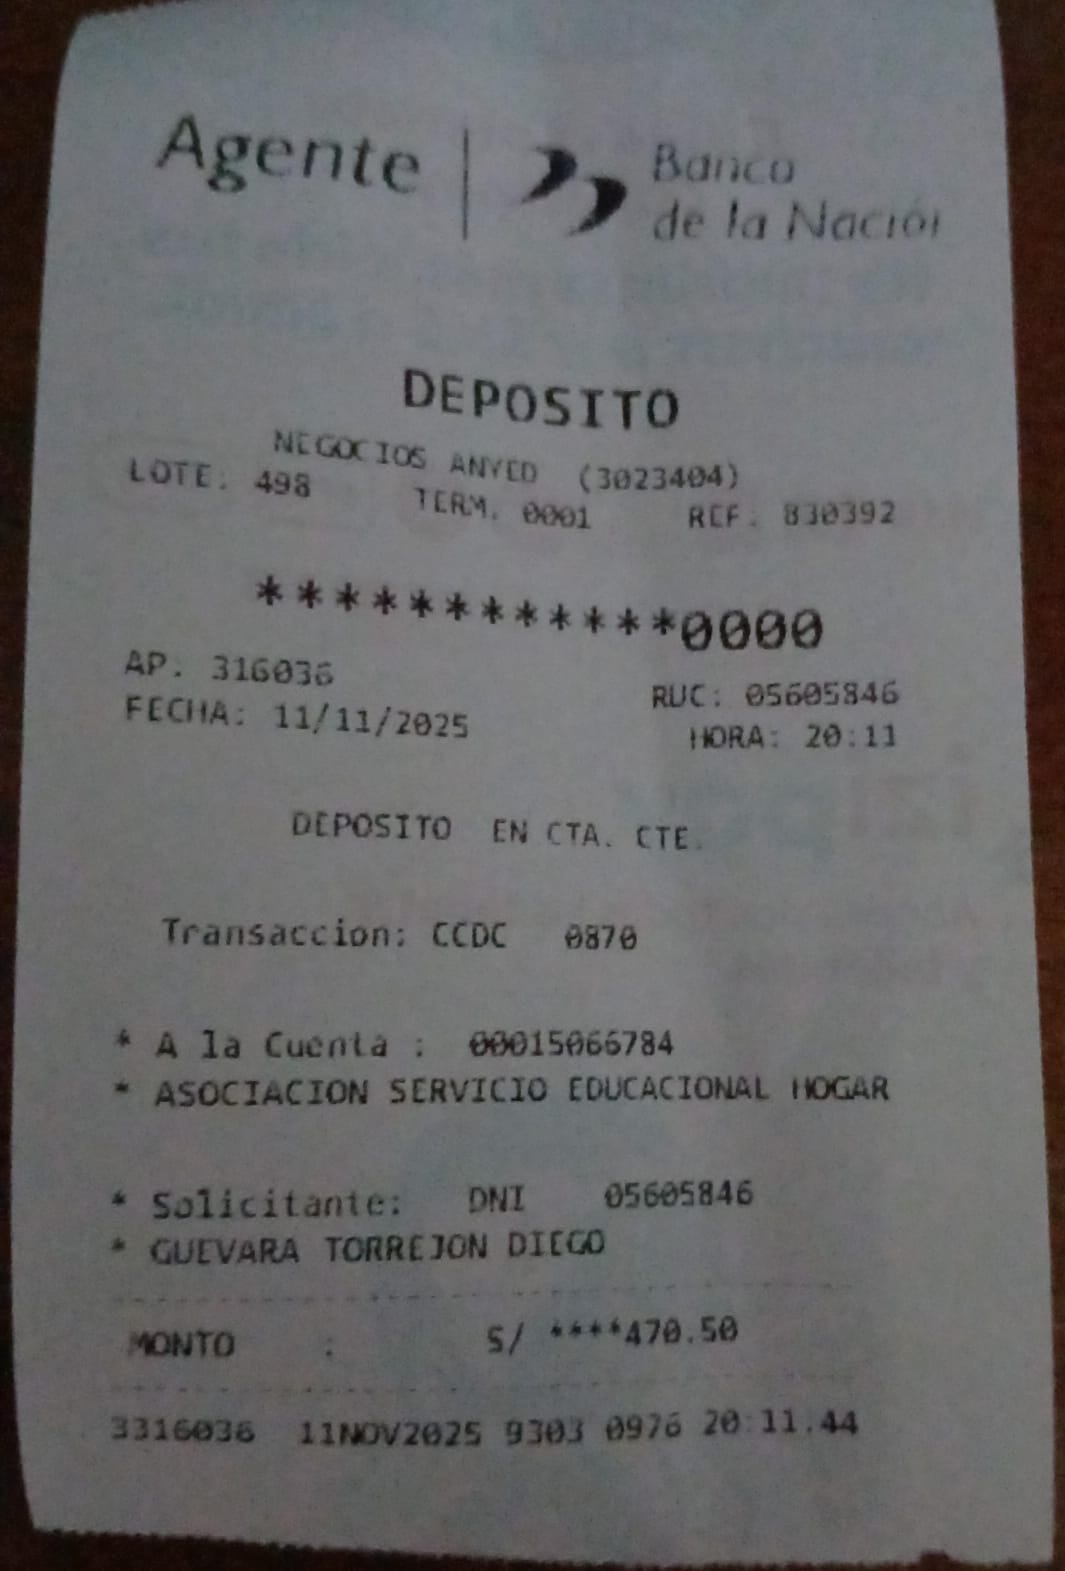 Agente | Banco
de la Nación
DEPOSITO
NEGOCIOS ANYED (3023404)
LOTE: 498 TERM. 0001 REF. 830392
************0000
AP. 316036 RUC: 05605846
FECHA: 11/11/2025 HORA: 20:11
DEPOSITO EN CTA. CTE.
Transaccion: CCDC 0870
* A la Cuenta : 00015066784
* ASOCIACION SERVICIO EDUCACIONAL HOGAR
* Solicitante: DNI 05605846
* GUEVARA TORREJON DIEGO
MONTO : S/ ****470.50
3316036 11NOV2025 9303 0976 20:11.44